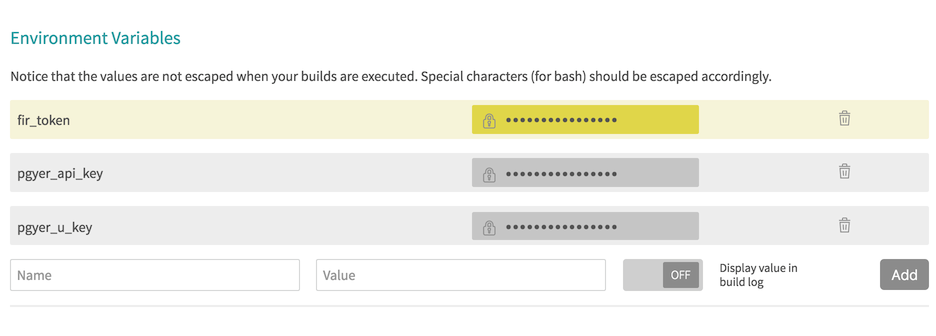 Environment Variables
Notice that the values are not escaped when your builds are executed. Special characters (for bash) should be escaped accordingly.
fir_token ••••••••••••••••
pgyer_api_key ••••••••••••••••
pgyer_u_key ••••••••••••••••
Name Value OFF Display value in
build log Add